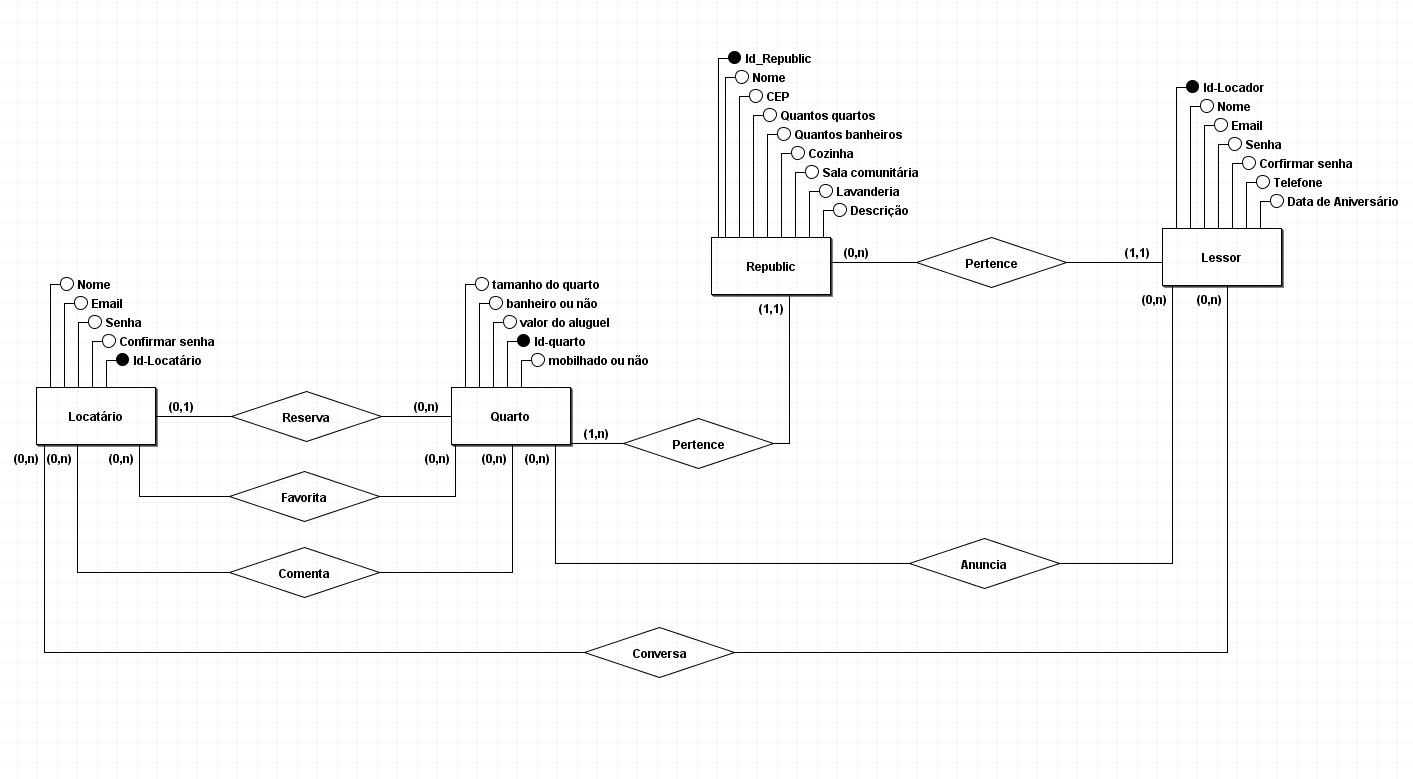 Id_Republic
Nome
CEP
Quantos quartos
Quantos banheiros
Cozinha
Sala comunitária
Lavanderia
Descrição
Republic
(0,n)
Pertence
(1,1)
Id-Locador
Nome
Email
Senha
Corfirmar senha
Telefone
Data de Aniversário
Lessor
(1,1)
(0,n)
(0,n)
Nome
Email
Senha
Confirmar senha
Id-Locatário
Locatário
(0,1)
Reserva
(0,n)
tamanho do quarto
banheiro ou não
valor do aluguel
Id-quarto
mobilhado ou não
Quarto
(1,n)
Pertence
(0,n)
(0,n)
(0,n)
(0,n)
(0,n)
(0,n)
Favorita
Comenta
Anuncia
Conversa